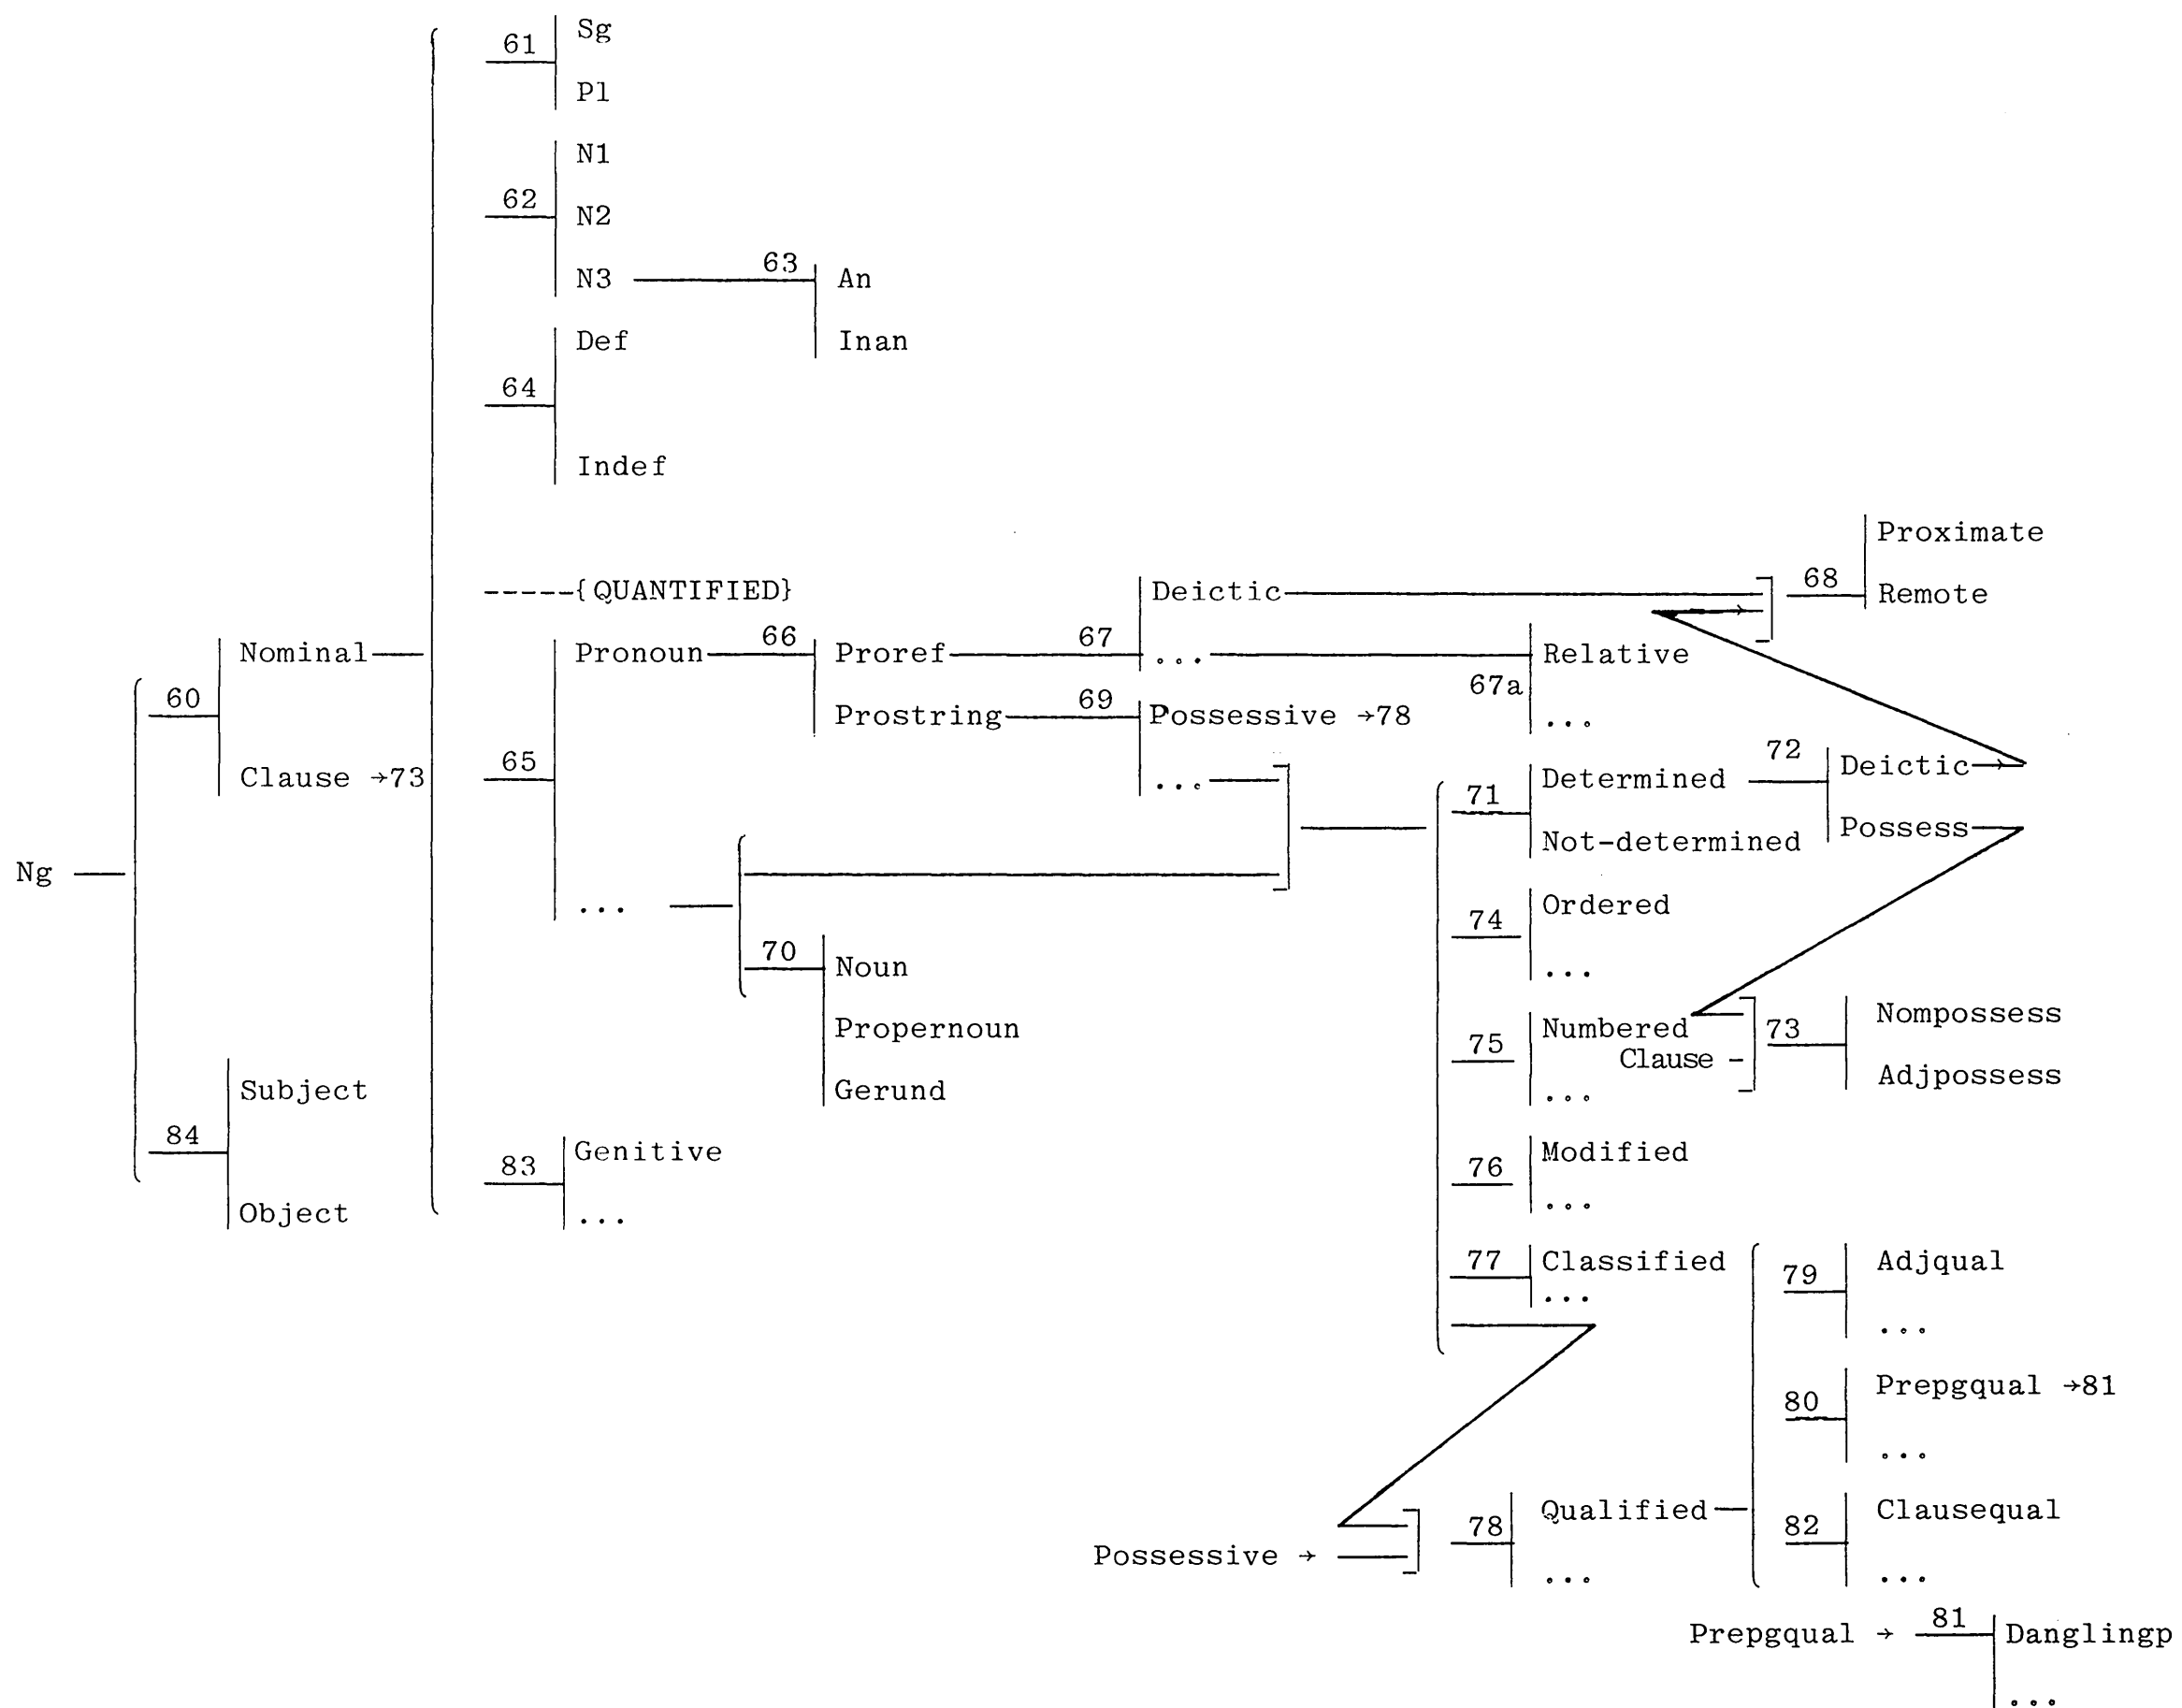 61 Sg
Pl
N1
62 N2
N3 63 An
Inan
Def
64
Indef
Proximate
-----{QUANTIFIED} Deictic 68 Remote
60 Nominal 65 Pronoun 66 Proref 67 ... Relative
67a
Prostring 69 Possessive →78 ...
Clause →73 ... 71 Determined 72 Deictic→
Not-determined Possess
Ng
... 74 Ordered
70 Noun ...
Propernoun 75 Numbered 73 Nompossess
Clause
Gerund ... Adjpossess
84 Subject 83 Genitive 76 Modified
Object ... ...
77 Classified 79 Adjqual
... ...
80 Prepgqual →81
...
Possessive → 78 Qualified 82 Clausequal
... ...
Prepgqual → 81 Danglingp
...